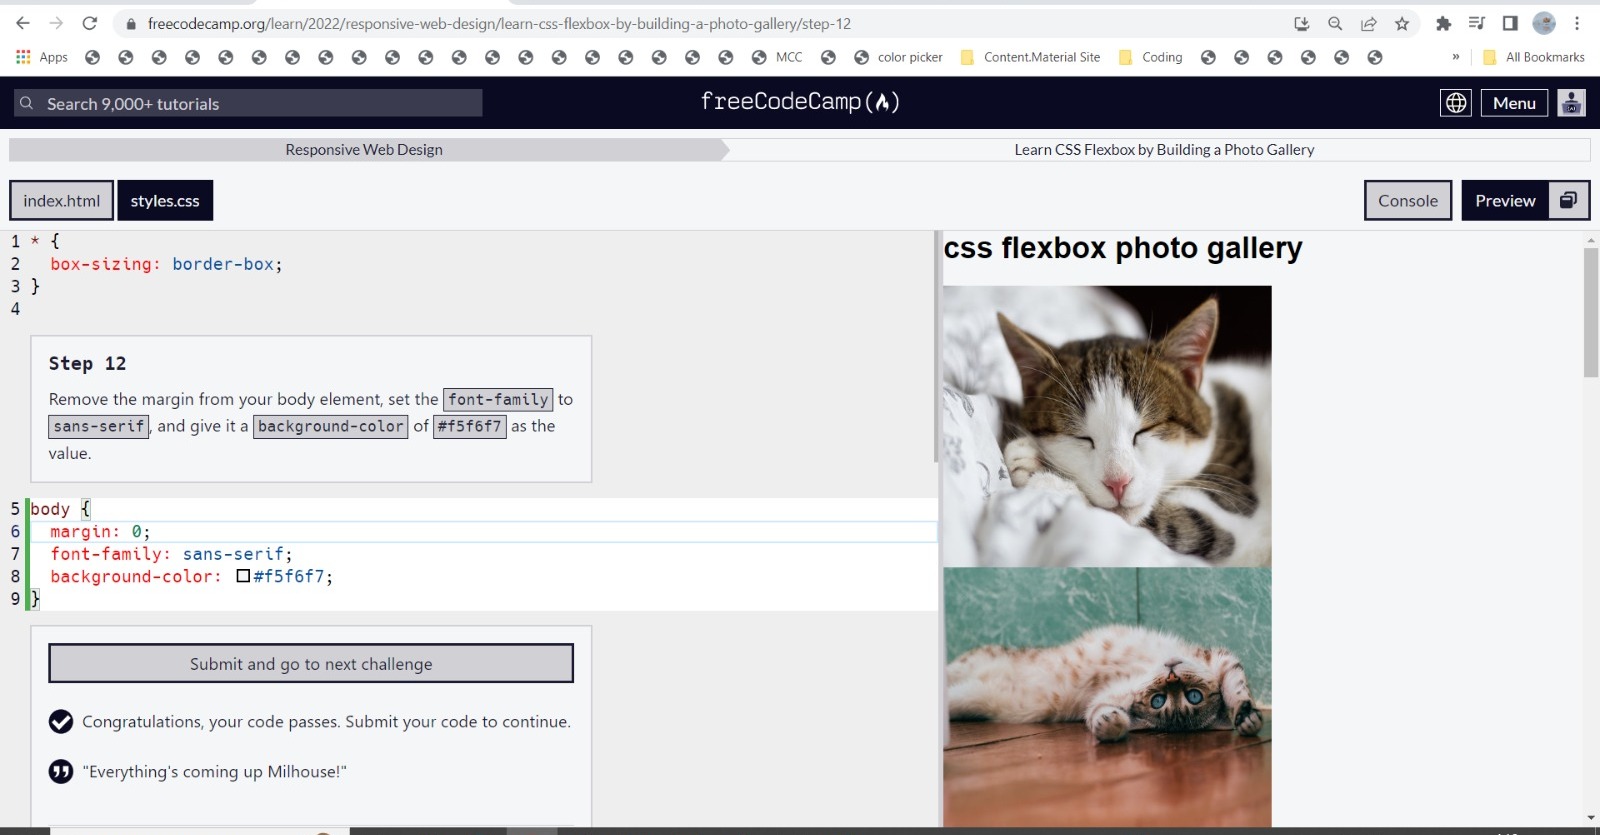 freecodecamp.org/learn/2022/responsive-web-design/learn-css-flexbox-by-building-a-photo-gallery/step-12
Apps MCC color picker Content.Material Site Coding » All Bookmarks
Search 9,000+ tutorials freeCodeCamp Menu
Responsive Web Design Learn CSS Flexbox by Building a Photo Gallery
index.html styles.css Console Preview
1 * {
2 box-sizing: border-box;
3 }
4
Step 12
Remove the margin from your body element, set the font-family to
sans-serif, and give it a background-color of #f5f6f7 as the
value.
5 body {
6 margin: 0;
7 font-family: sans-serif;
8 background-color: #f5f6f7;
9 }
Submit and go to next challenge
Congratulations, your code passes. Submit your code to continue.
"Everything's coming up Milhouse!"
css flexbox photo gallery